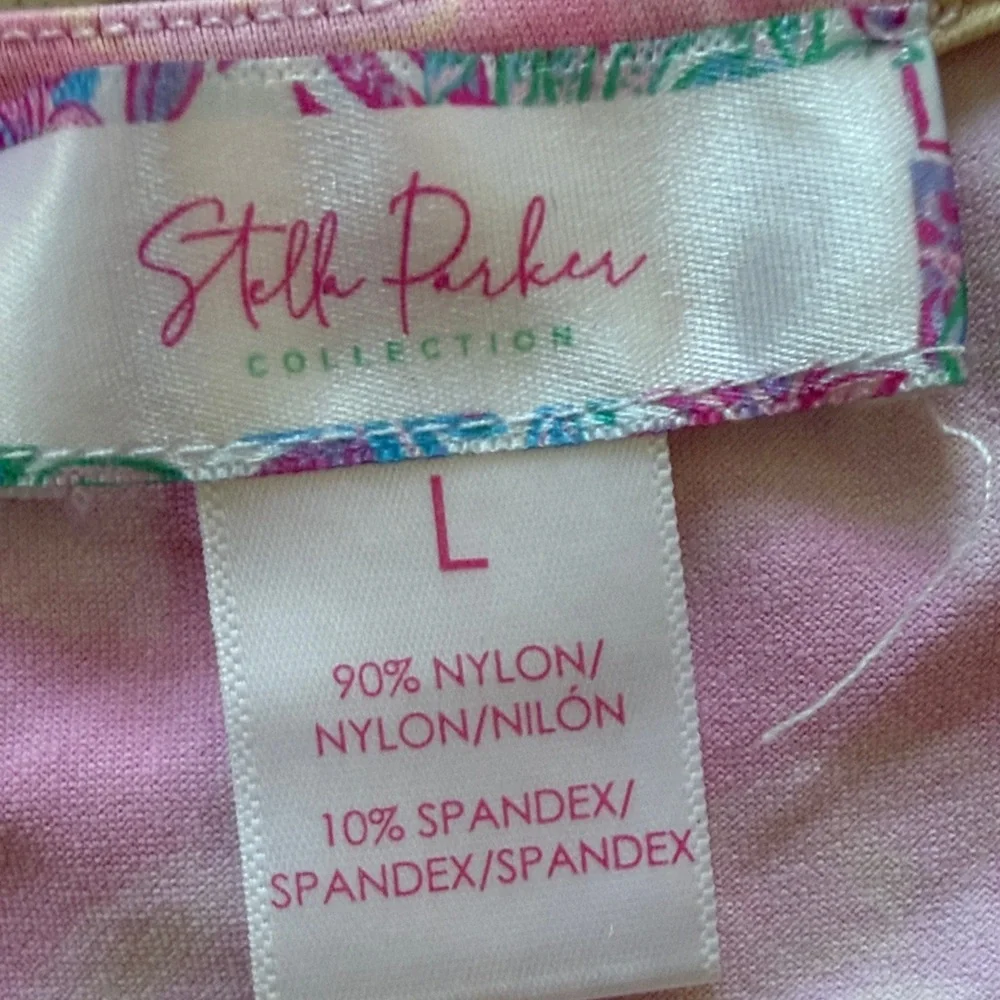 Stella Parker
COLLECTION
L
90% NYLON/
NYLON/NILÓN
10% SPANDEX/
SPANDEX/SPANDEX